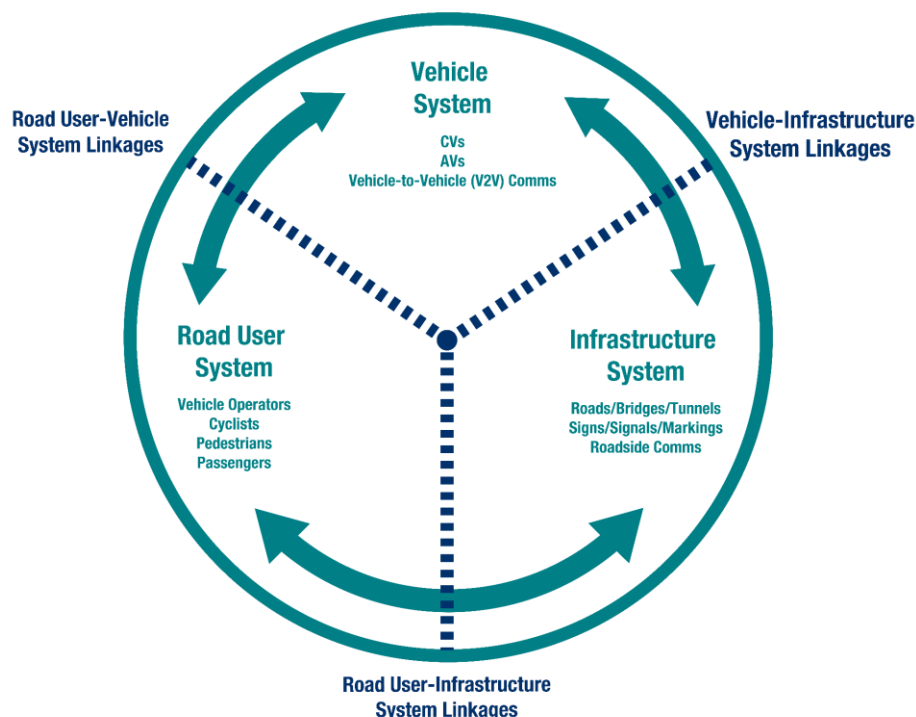 Vehicle
System
CVs
AVs
Vehicle-to-Vehicle (V2V) Comms
Road User-Vehicle
System Linkages
Vehicle-Infrastructure
System Linkages
Road User
System
Vehicle Operators
Cyclists
Pedestrians
Passengers
Infrastructure
System
Roads/Bridges/Tunnels
Signs/Signals/Markings
Roadside Comms
Road User-Infrastructure
System Linkages